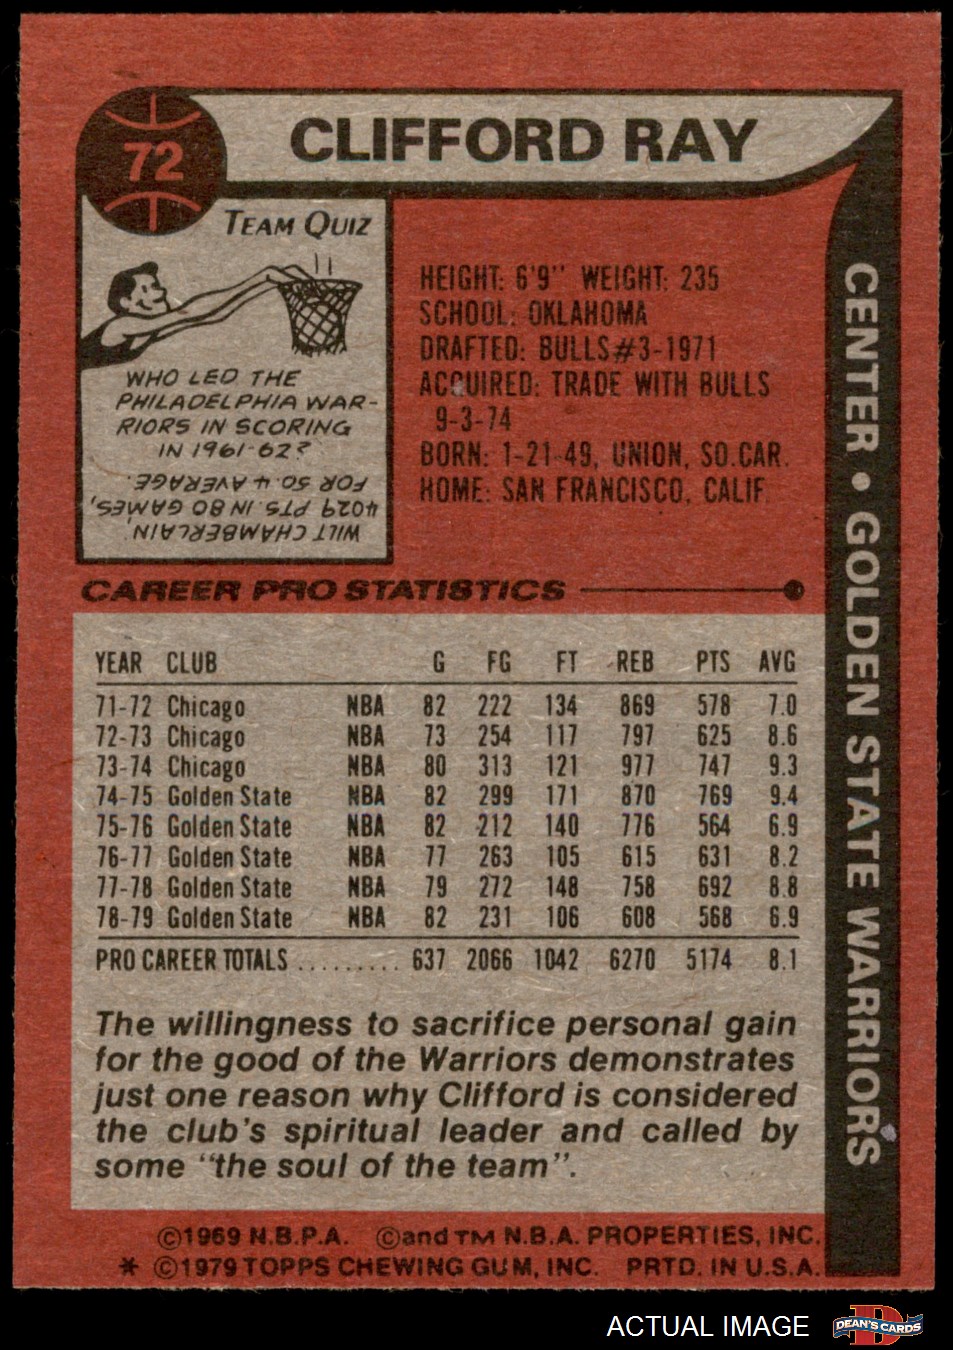 72
CLIFFORD RAY
TEAM QUIZ
WHO LED THE
PHILADELPHIA WAR-
RIORS IN SCORING
IN 1961-62?
WILT CHAMBERLAIN,
4029 PTS. IN 80 GAMES,
FOR 50.4 AVERAGE.
HEIGHT: 6'9" WEIGHT: 235
SCHOOL: OKLAHOMA
DRAFTED: BULLS#3-1971
ACQUIRED: TRADE WITH BULLS
9-3-74
BORN: 1-21-49, UNION, SO.CAR.
HOME: SAN FRANCISCO, CALIF.
CENTER • GOLDEN STATE WARRIORS
CAREER PRO STATISTICS
YEAR CLUB G FG FT REB PTS AVG
71-72 Chicago NBA 82 222 134 869 578 7.0
72-73 Chicago NBA 73 254 117 797 625 8.6
73-74 Chicago NBA 80 313 121 977 747 9.3
74-75 Golden State NBA 82 299 171 870 769 9.4
75-76 Golden State NBA 82 212 140 776 564 6.9
76-77 Golden State NBA 77 263 105 615 631 8.2
77-78 Golden State NBA 79 272 148 758 692 8.8
78-79 Golden State NBA 82 231 106 608 568 6.9
PRO CAREER TOTALS ......... 637 2066 1042 6270 5174 8.1
The willingness to sacrifice personal gain
for the good of the Warriors demonstrates
just one reason why Clifford is considered
the club's spiritual leader and called by
some "the soul of the team".
©1969 N.B.P.A. ©and TM N.B.A. PROPERTIES, INC.
* ©1979 TOPPS CHEWING GUM, INC. PRTD. IN U.S.A.
ACTUAL IMAGE
D
DEAN'S CARDS